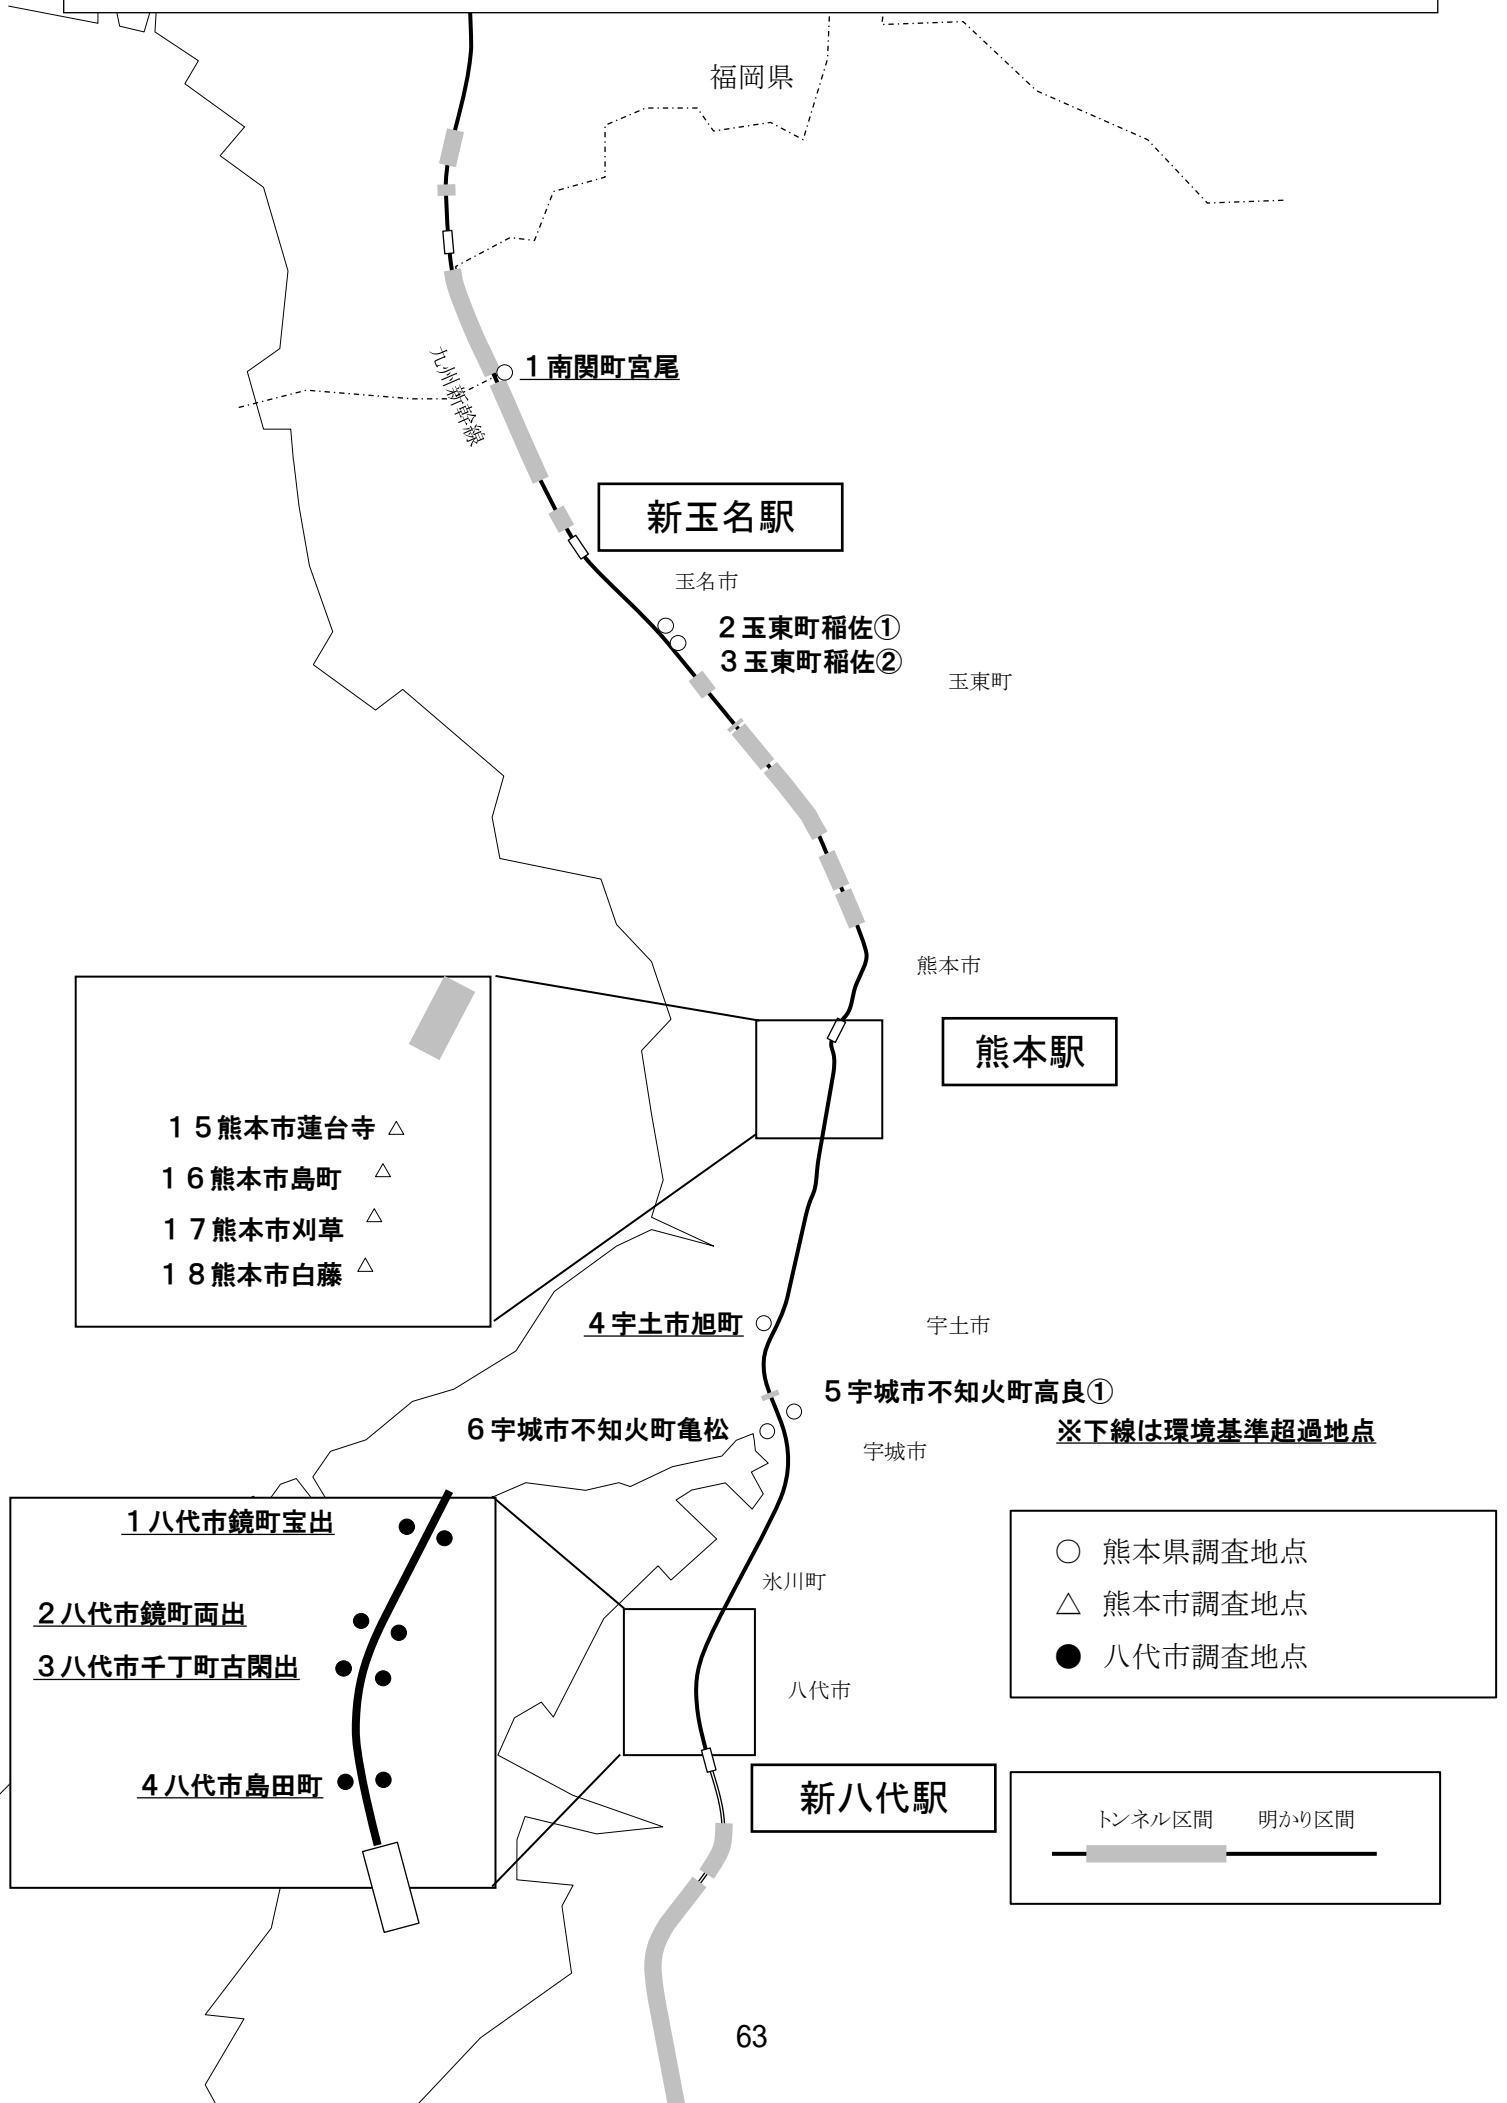 福岡県
九州新幹線
1南関町宮尾
新玉名駅
玉名市
2玉東町稲佐①
3玉東町稲佐②
玉東町
熊本市
熊本駅
15熊本市蓮台寺 △
16熊本市島町 △
17熊本市刈草 △
18熊本市白藤 △
4宇土市旭町
宇土市
5宇城市不知火町高良①
6宇城市不知火町亀松
※下線は環境基準超過地点
宇城市
1八代市鏡町宝出
2八代市鏡町両出
3八代市千丁町古閑出
4八代市島田町
氷川町
八代市
新八代駅
○ 熊本県調査地点
△ 熊本市調査地点
● 八代市調査地点
トンネル区間 明かり区間
63